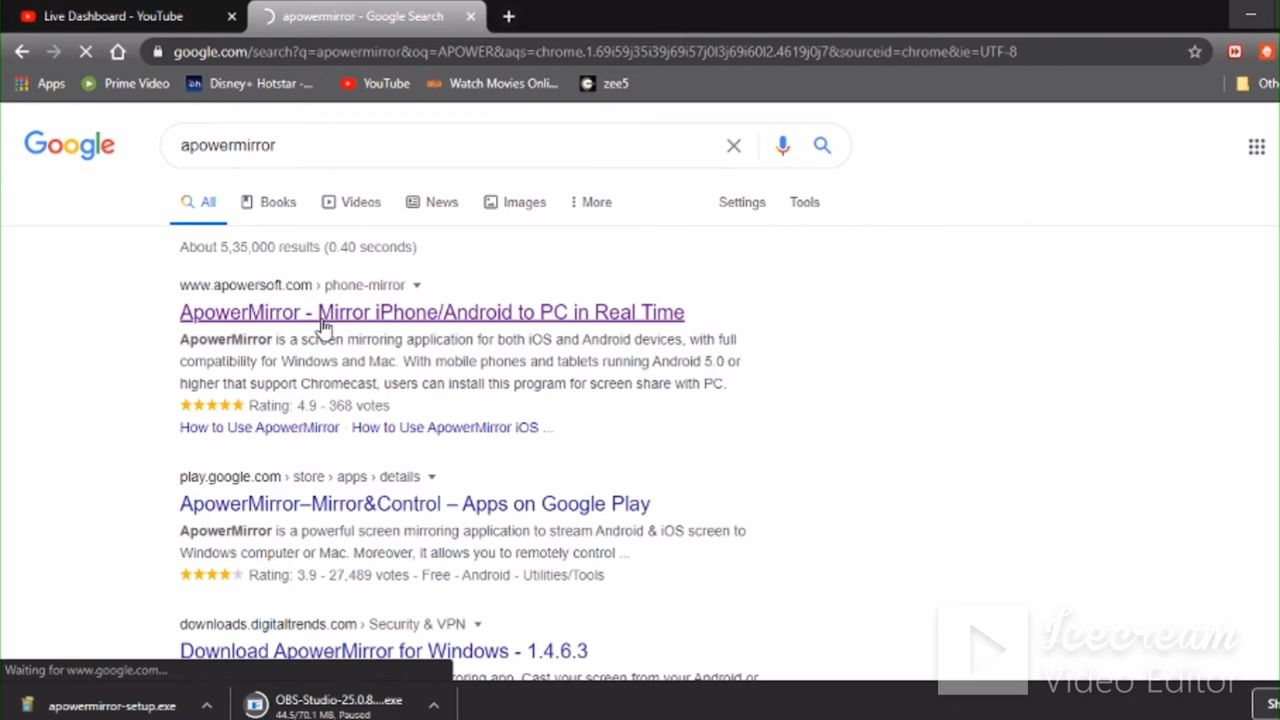 Live Dashboard - YouTube
apowermirror - Google Search
google.com/search?q=apowermirror&oq=APOWER&aqs=chrome.1.69i59j35i39j69i57j0l3j69i60l2.4619j0j7&sourceid=chrome&ie=UTF-8
Apps Prime Video Disney+ Hotstar -... YouTube Watch Movies Onli... zee5 Oth
Google
apowermirror
All Books Videos News Images More Settings Tools
About 5,35,000 results (0.40 seconds)
www.apowersoft.com › phone-mirror
ApowerMirror - Mirror iPhone/Android to PC in Real Time
ApowerMirror is a screen mirroring application for both iOS and Android devices, with full
compatibility for Windows and Mac. With mobile phones and tablets running Android 5.0 or
higher that support Chromecast, users can install this program for screen share with PC.
Rating: 4.9 - 368 votes
How to Use ApowerMirror · How to Use ApowerMirror iOS ...
play.google.com › store › apps › details
ApowerMirror–Mirror&Control – Apps on Google Play
ApowerMirror is a powerful screen mirroring application to stream Android & iOS screen to
Windows computer or Mac. Moreover, it allows you to remotely control ...
Rating: 3.9 - 27,489 votes - Free - Android - Utilities/Tools
downloads.digitaltrends.com › Security & VPN
Download ApowerMirror for Windows - 1.4.6.3
Waiting for www.google.com...
apowermirror-setup.exe
OBS-Studio-25.0.8....exe
44.5/70.1 MB, Paused
Icecream
Video Editor